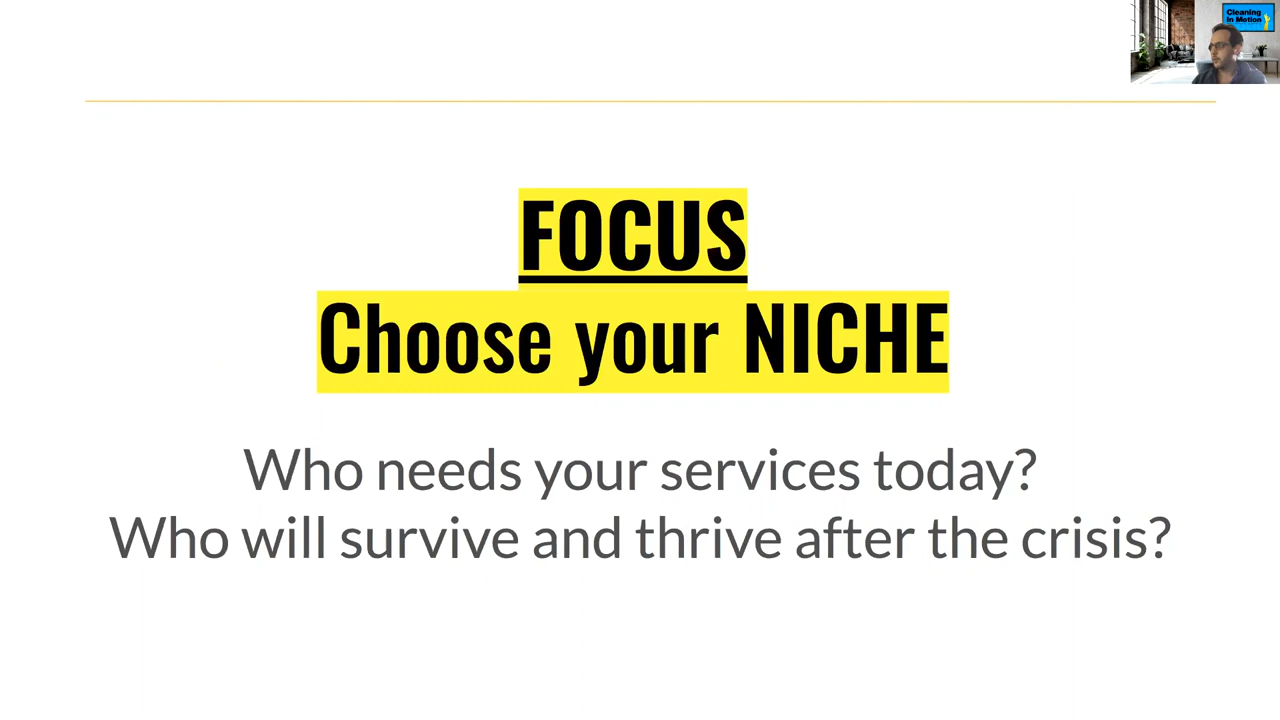 Cleaning
In Motion
FOCUS
Choose your NICHE
Who needs your services today?
Who will survive and thrive after the crisis?